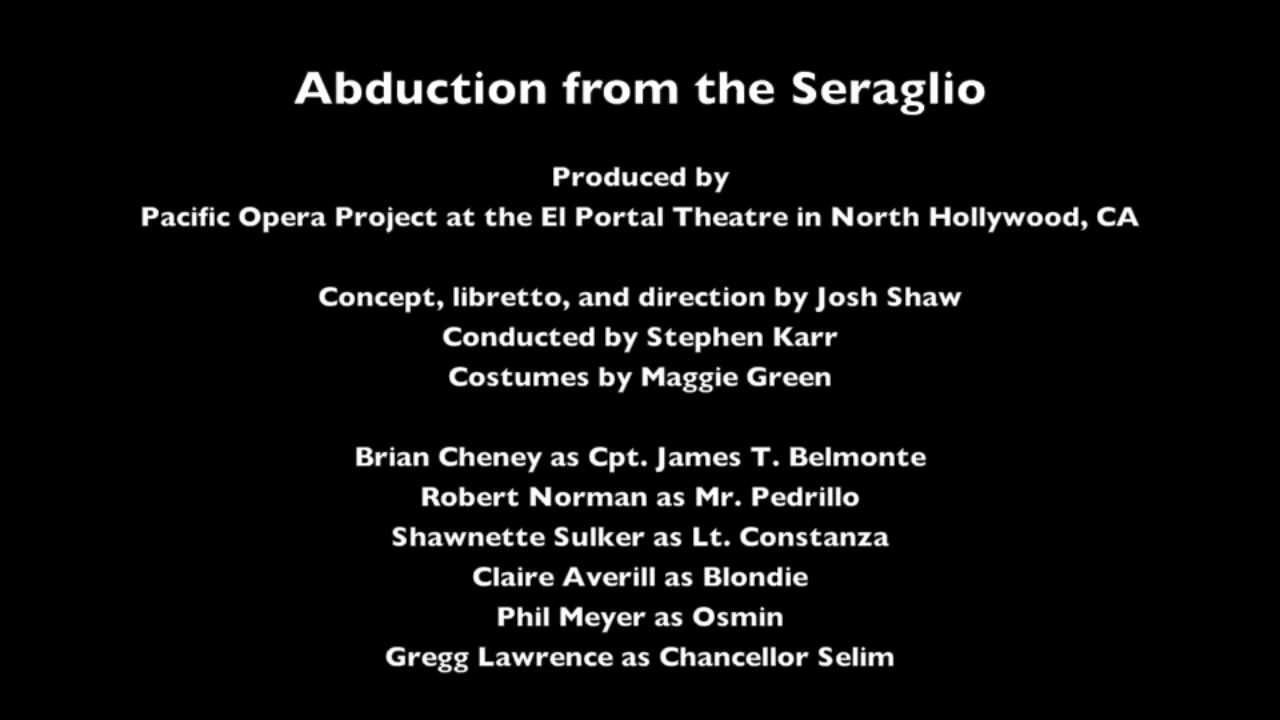 Abduction from the Seraglio
Produced by
Pacific Opera Project at the El Portal Theatre in North Hollywood, CA
Concept, libretto, and direction by Josh Shaw
Conducted by Stephen Karr
Costumes by Maggie Green
Brian Cheney as Cpt. James T. Belmonte
Robert Norman as Mr. Pedrillo
Shawnette Sulker as Lt. Constanza
Claire Averill as Blondie
Phil Meyer as Osmin
Gregg Lawrence as Chancellor Selim